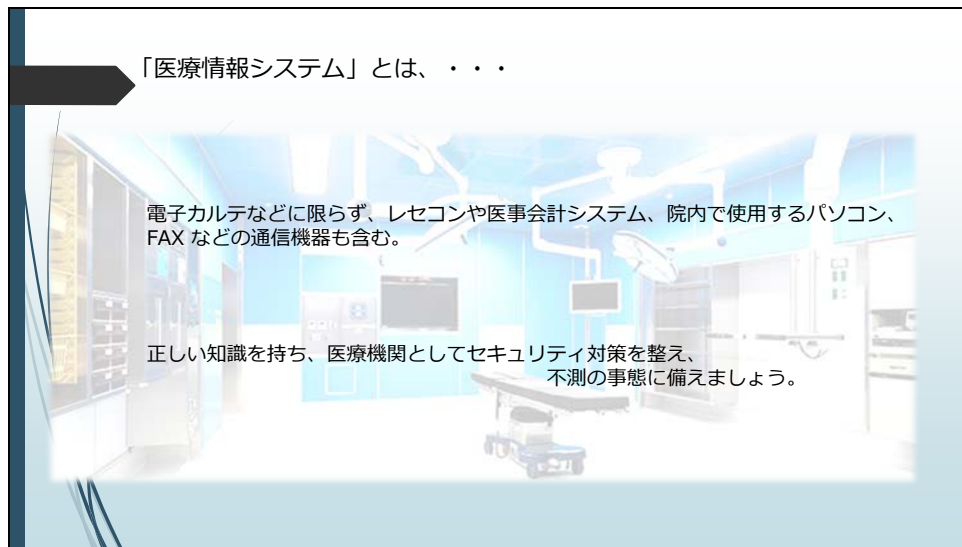 「医療情報システム」とは、・・・
電子カルテなどに限らず、レセコンや医事会計システム、院内で使用するパソコン、
FAX などの通信機器も含む。
正しい知識を持ち、医療機関としてセキュリティ対策を整え、
不測の事態に備えましょう。